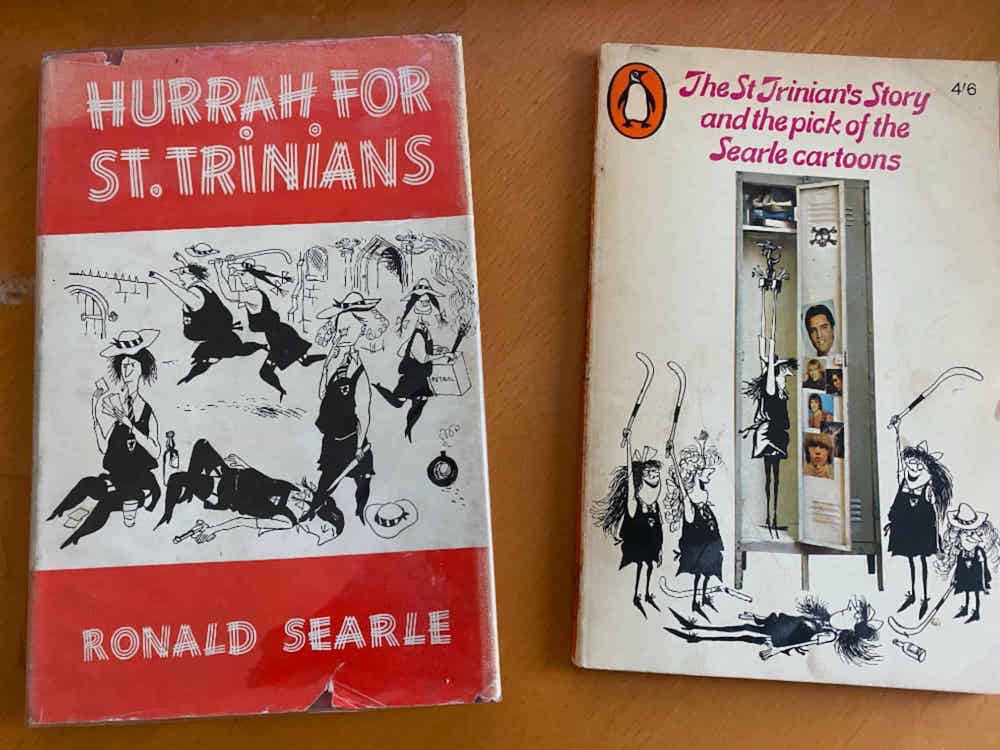 HURRAH FOR
ST. TRINIANS
PETROL
RONALD SEARLE
The St Trinian's Story
and the pick of the
Searle cartoons
4/6